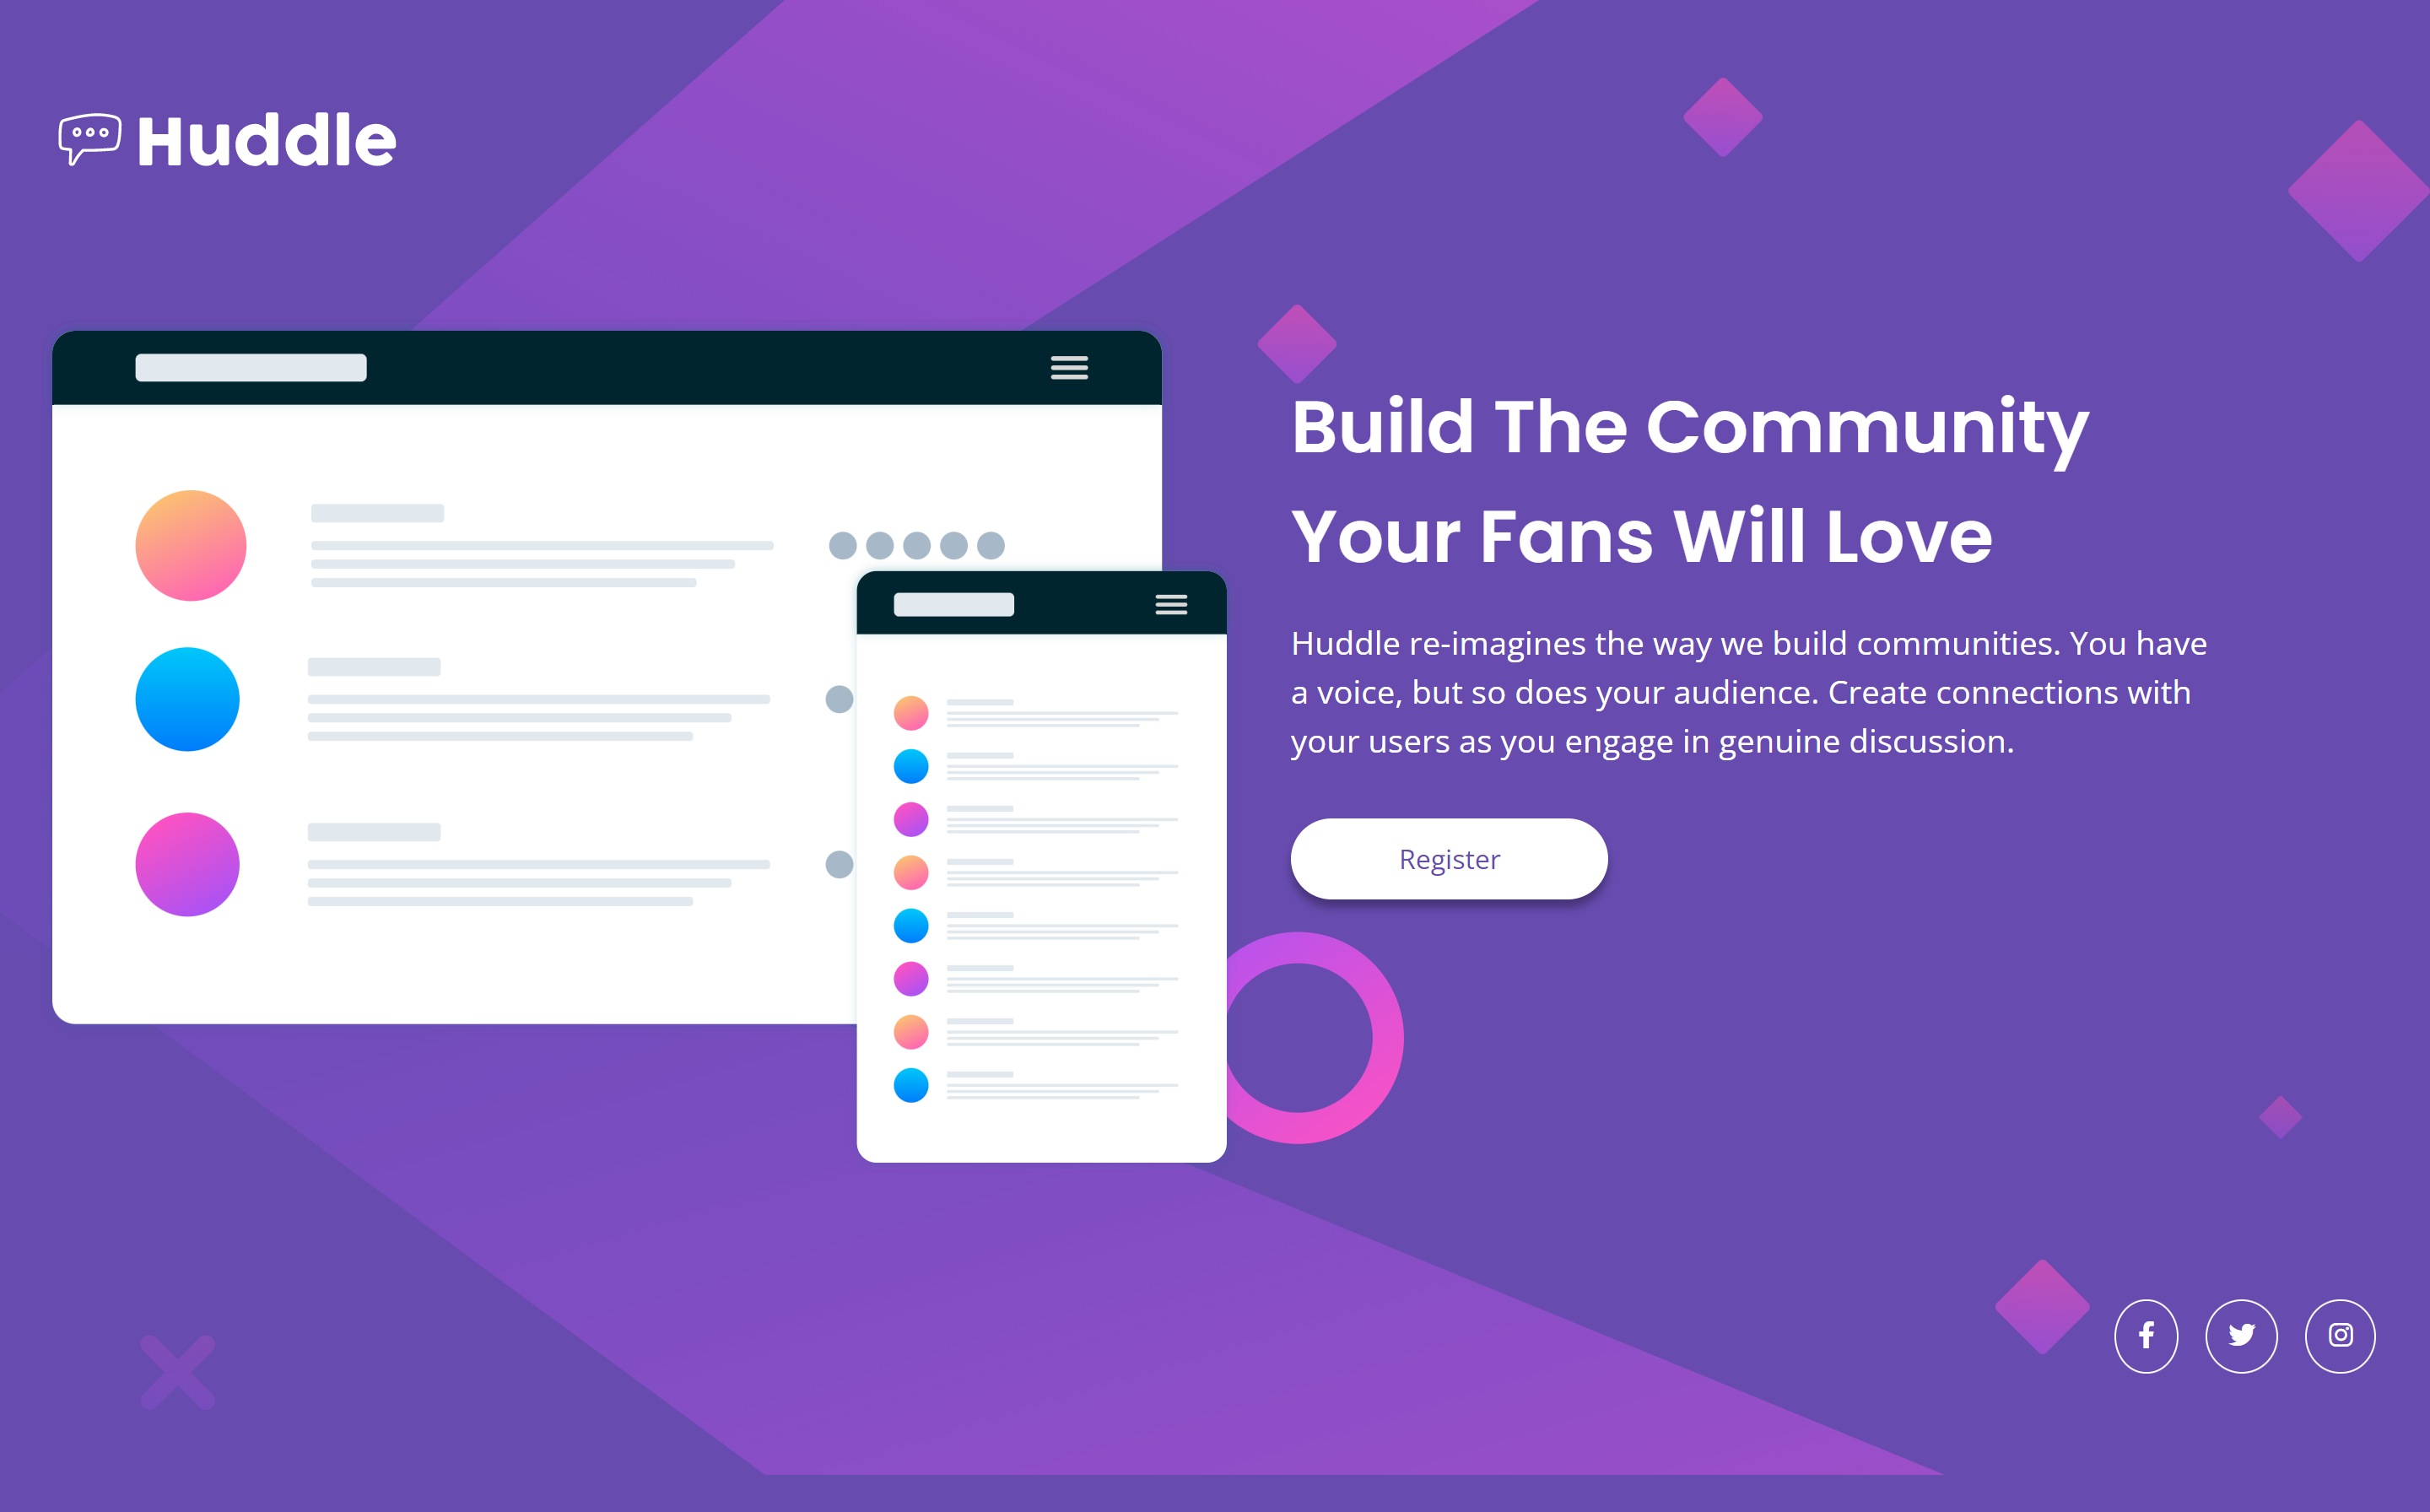 Huddle
Build The Community
Your Fans Will Love
Huddle re-imagines the way we build communities. You have
a voice, but so does your audience. Create connections with
your users as you engage in genuine discussion.
Register